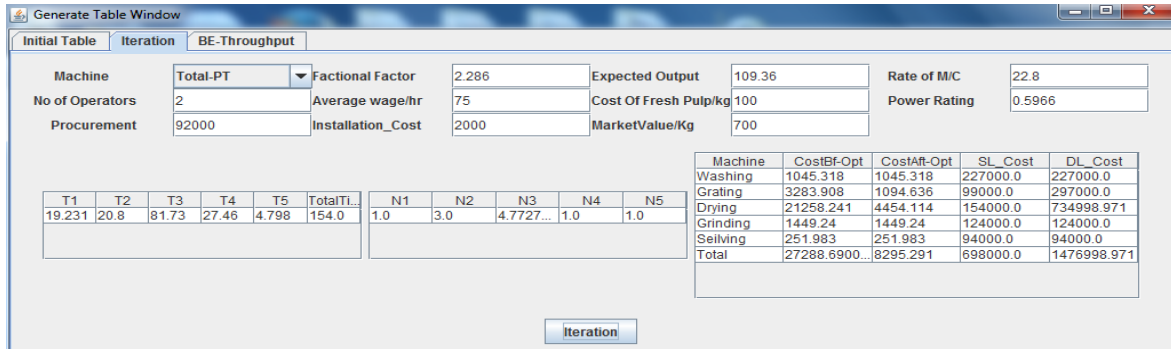 Generate Table Window
Initial Table Iteration BE-Throughput
Machine Total-PT Factional Factor 2.286 Expected Output 109.36 Rate of M/C 22.8
No of Operators 2 Average wage/hr 75 Cost Of Fresh Pulp/kg 100 Power Rating 0.5966
Procurement 92000 Installation_Cost 2000 MarketValue/Kg 700
Machine CostBf-Opt CostAft-Opt SL_Cost DL_Cost
Washing 1045.318 1045.318 227000.0 227000.0
Grating 3283.908 1094.636 99000.0 297000.0
Drying 21258.241 4454.114 154000.0 734998.971
Grinding 1449.24 1449.24 124000.0 124000.0
Seilving 251.983 251.983 94000.0 94000.0
Total 27288.6900... 8295.291 698000.0 1476998.971
T1 T2 T3 T4 T5 TotalTi...
19.231 20.8 81.73 27.46 4.798 154.0
N1 N2 N3 N4 N5
1.0 3.0 4.7727... 1.0 1.0
Iteration